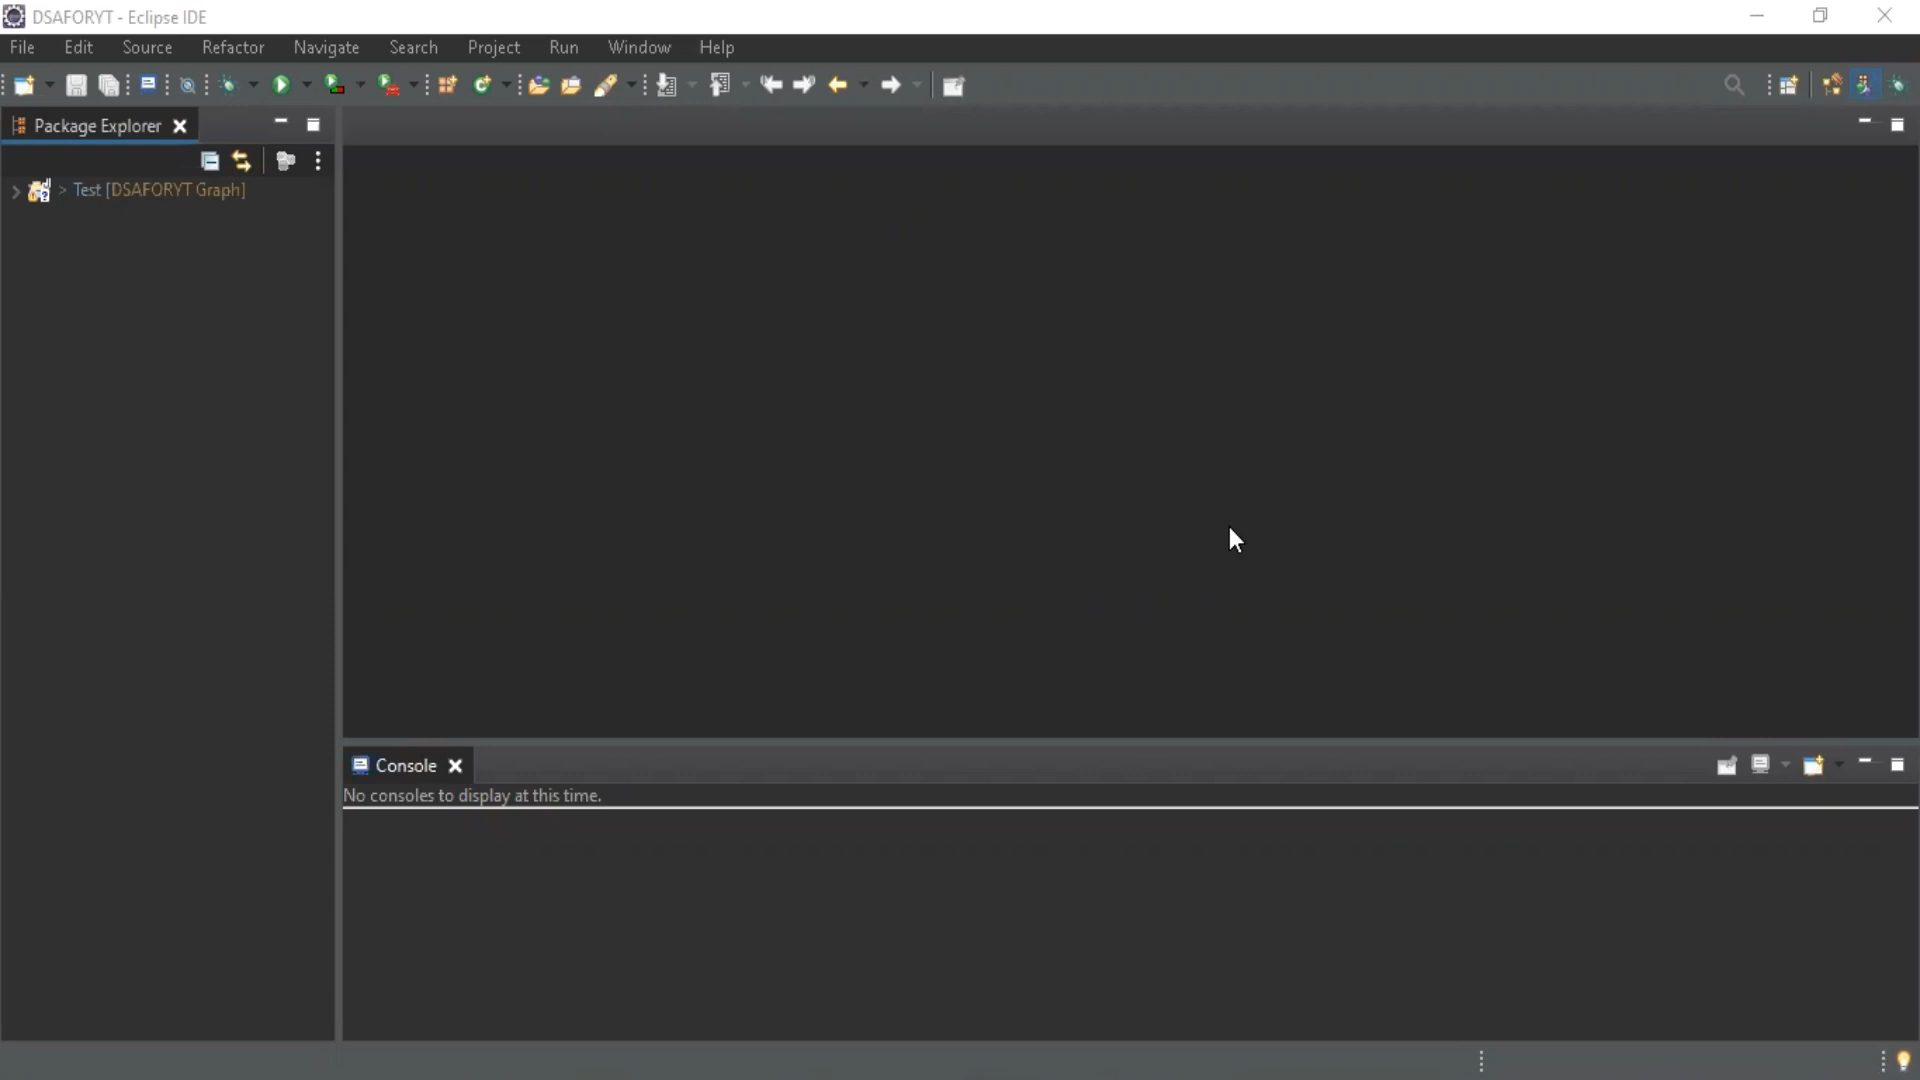 DSAFORYT - Eclipse IDE
File Edit Source Refactor Navigate Search Project Run Window Help
Package Explorer
> Test [DSAFORYT Graph]
Console
No consoles to display at this time.